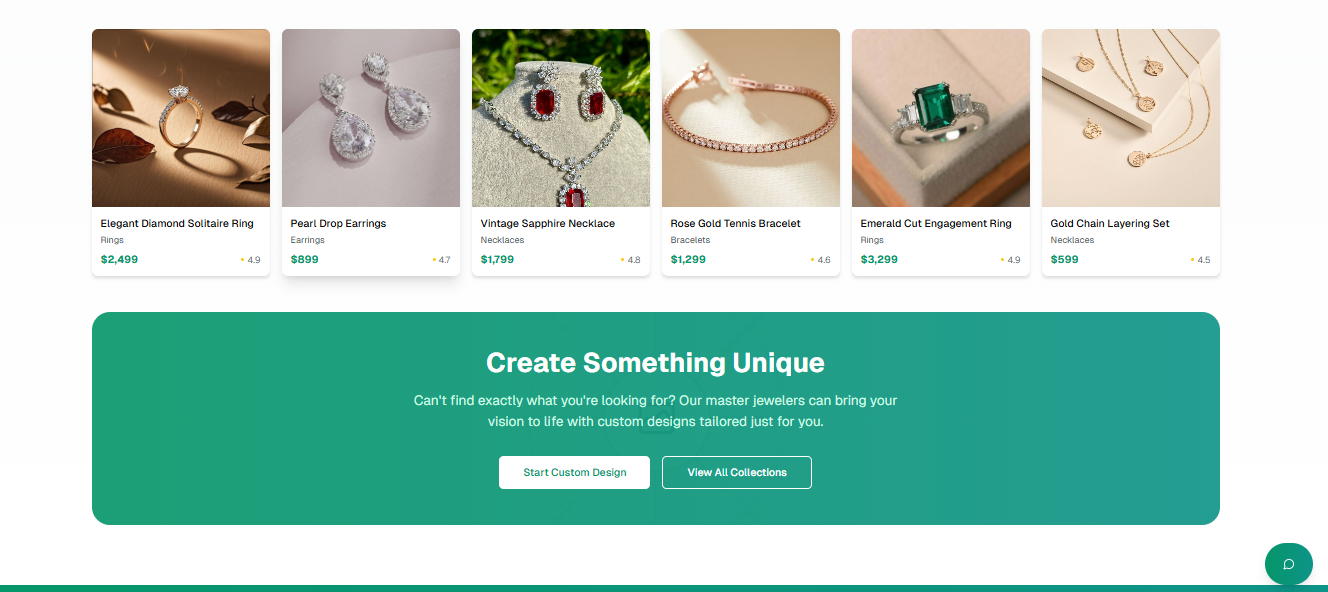 Elegant Diamond Solitaire Ring
Rings
$2,499
4.9
Pearl Drop Earrings
Earrings
$899
4.7
Vintage Sapphire Necklace
Necklaces
$1,799
4.8
Rose Gold Tennis Bracelet
Bracelets
$1,299
4.6
Emerald Cut Engagement Ring
Rings
$3,299
4.9
Gold Chain Layering Set
Necklaces
$599
4.5
Create Something Unique
Can't find exactly what you're looking for? Our master jewelers can bring your
vision to life with custom designs tailored just for you.
Start Custom Design
View All Collections